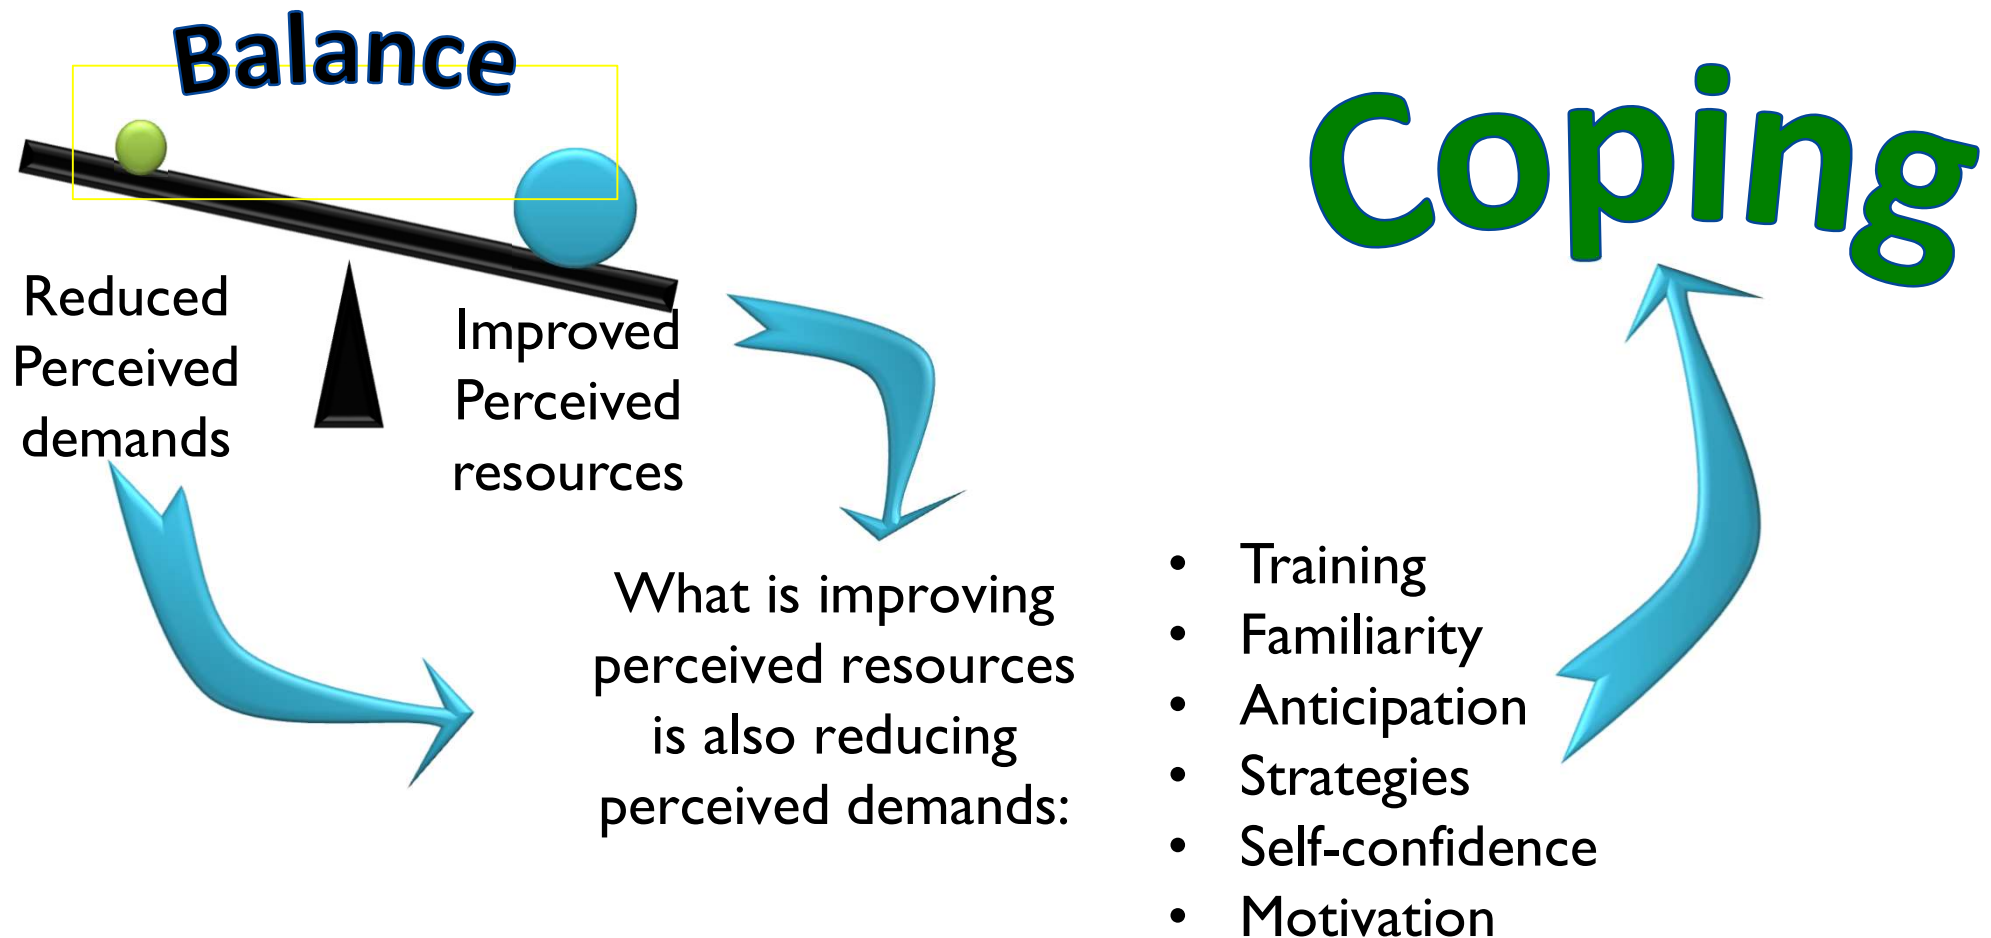 Balance
Coping
Reduced
Perceived
demands
Improved
Perceived
resources
What is improving
perceived resources
is also reducing
perceived demands:
• Training
• Familiarity
• Anticipation
• Strategies
• Self-confidence
• Motivation